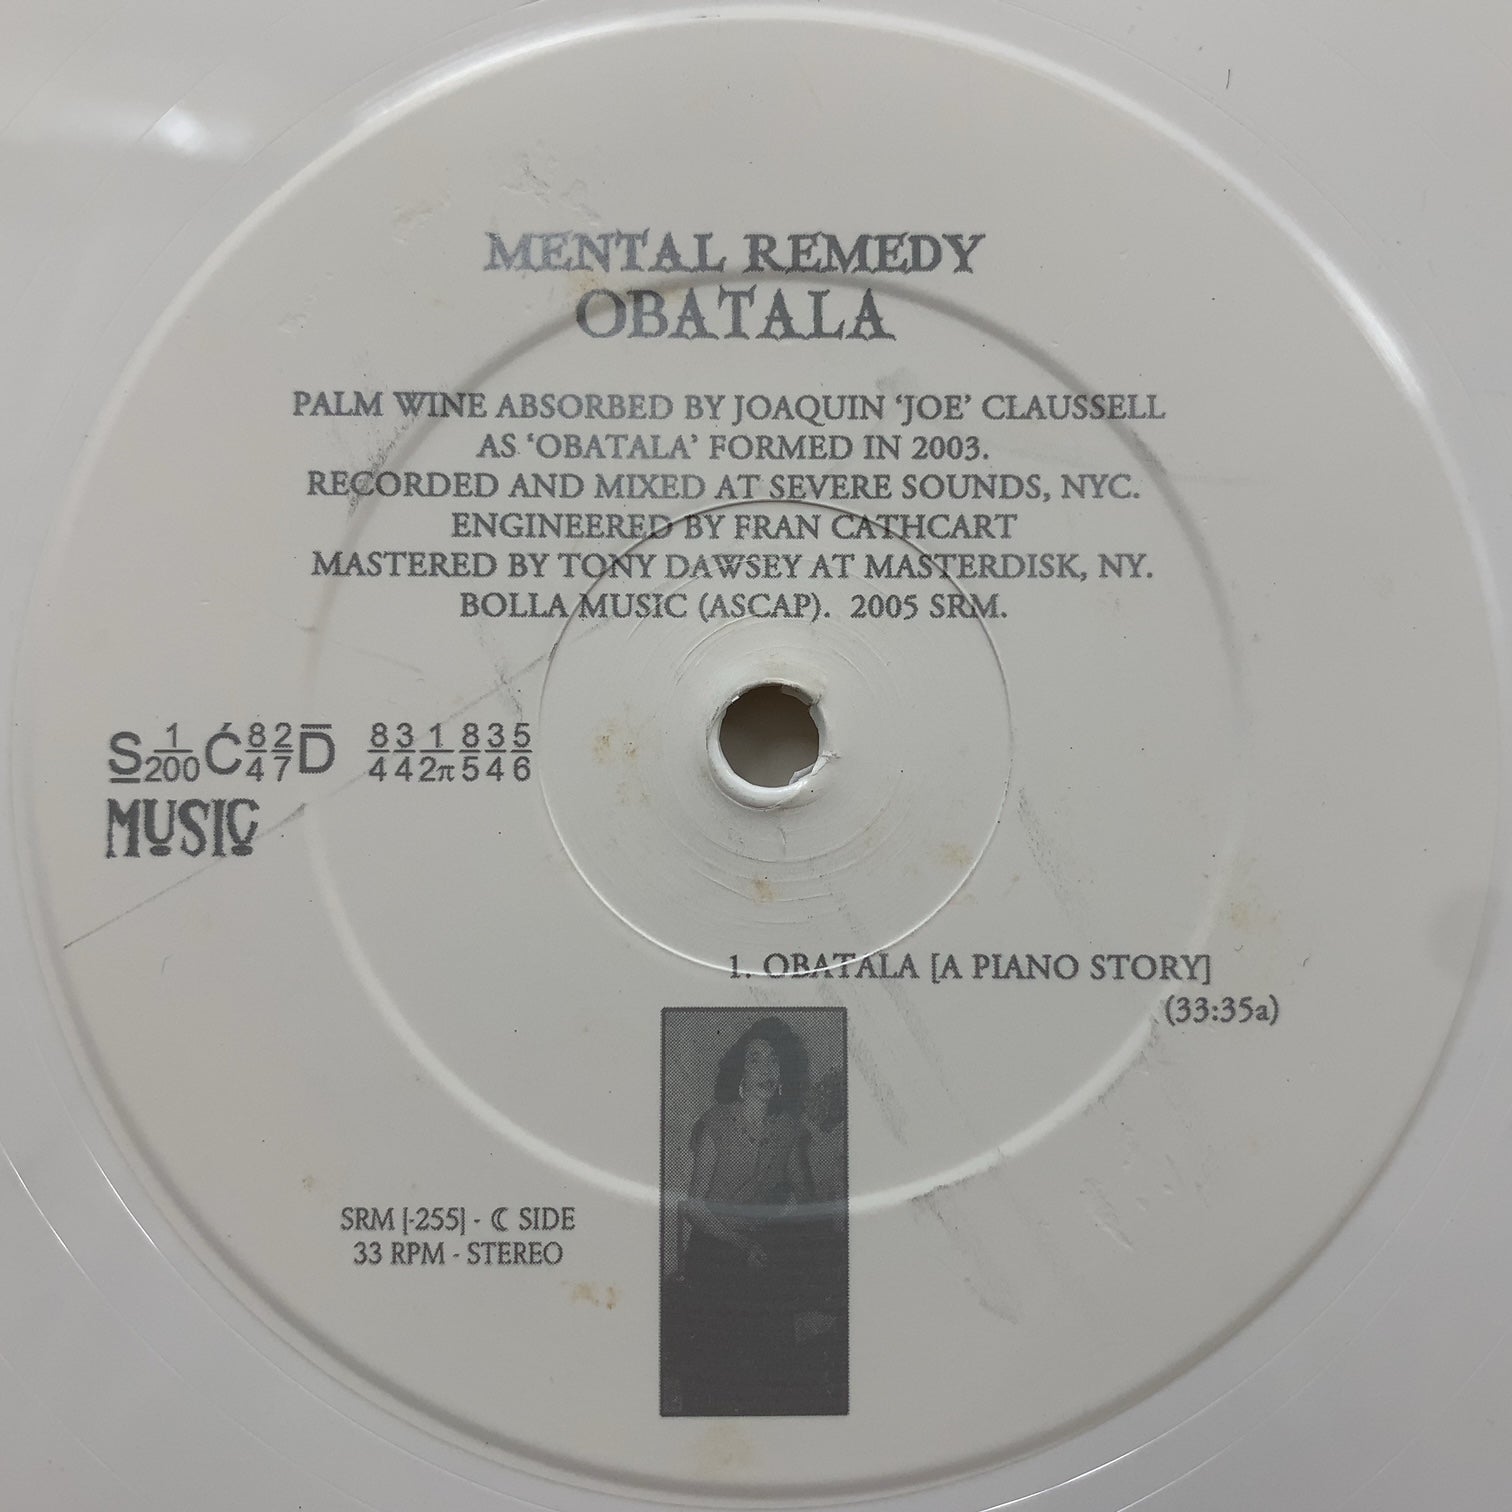 MENTAL REMEDY
OBATALA
PALM WINE ABSORBED BY JOAQUIN ‘JOE’ CLAUSSELL
AS ‘OBATALA’ FORMED IN 2003.
RECORDED AND MIXED AT SEVERE SOUNDS, NYC.
ENGINEERED BY FRAN CATHCART
MASTERED BY TONY DAWSEY AT MASTERDISK, NY.
BOLLA MUSIC (ASCAP). 2005 SRM.
MUSIC
1. OBATALA [A PIANO STORY]
(33:35a)
SRM [-255] - ☾ SIDE
33 RPM - STEREO